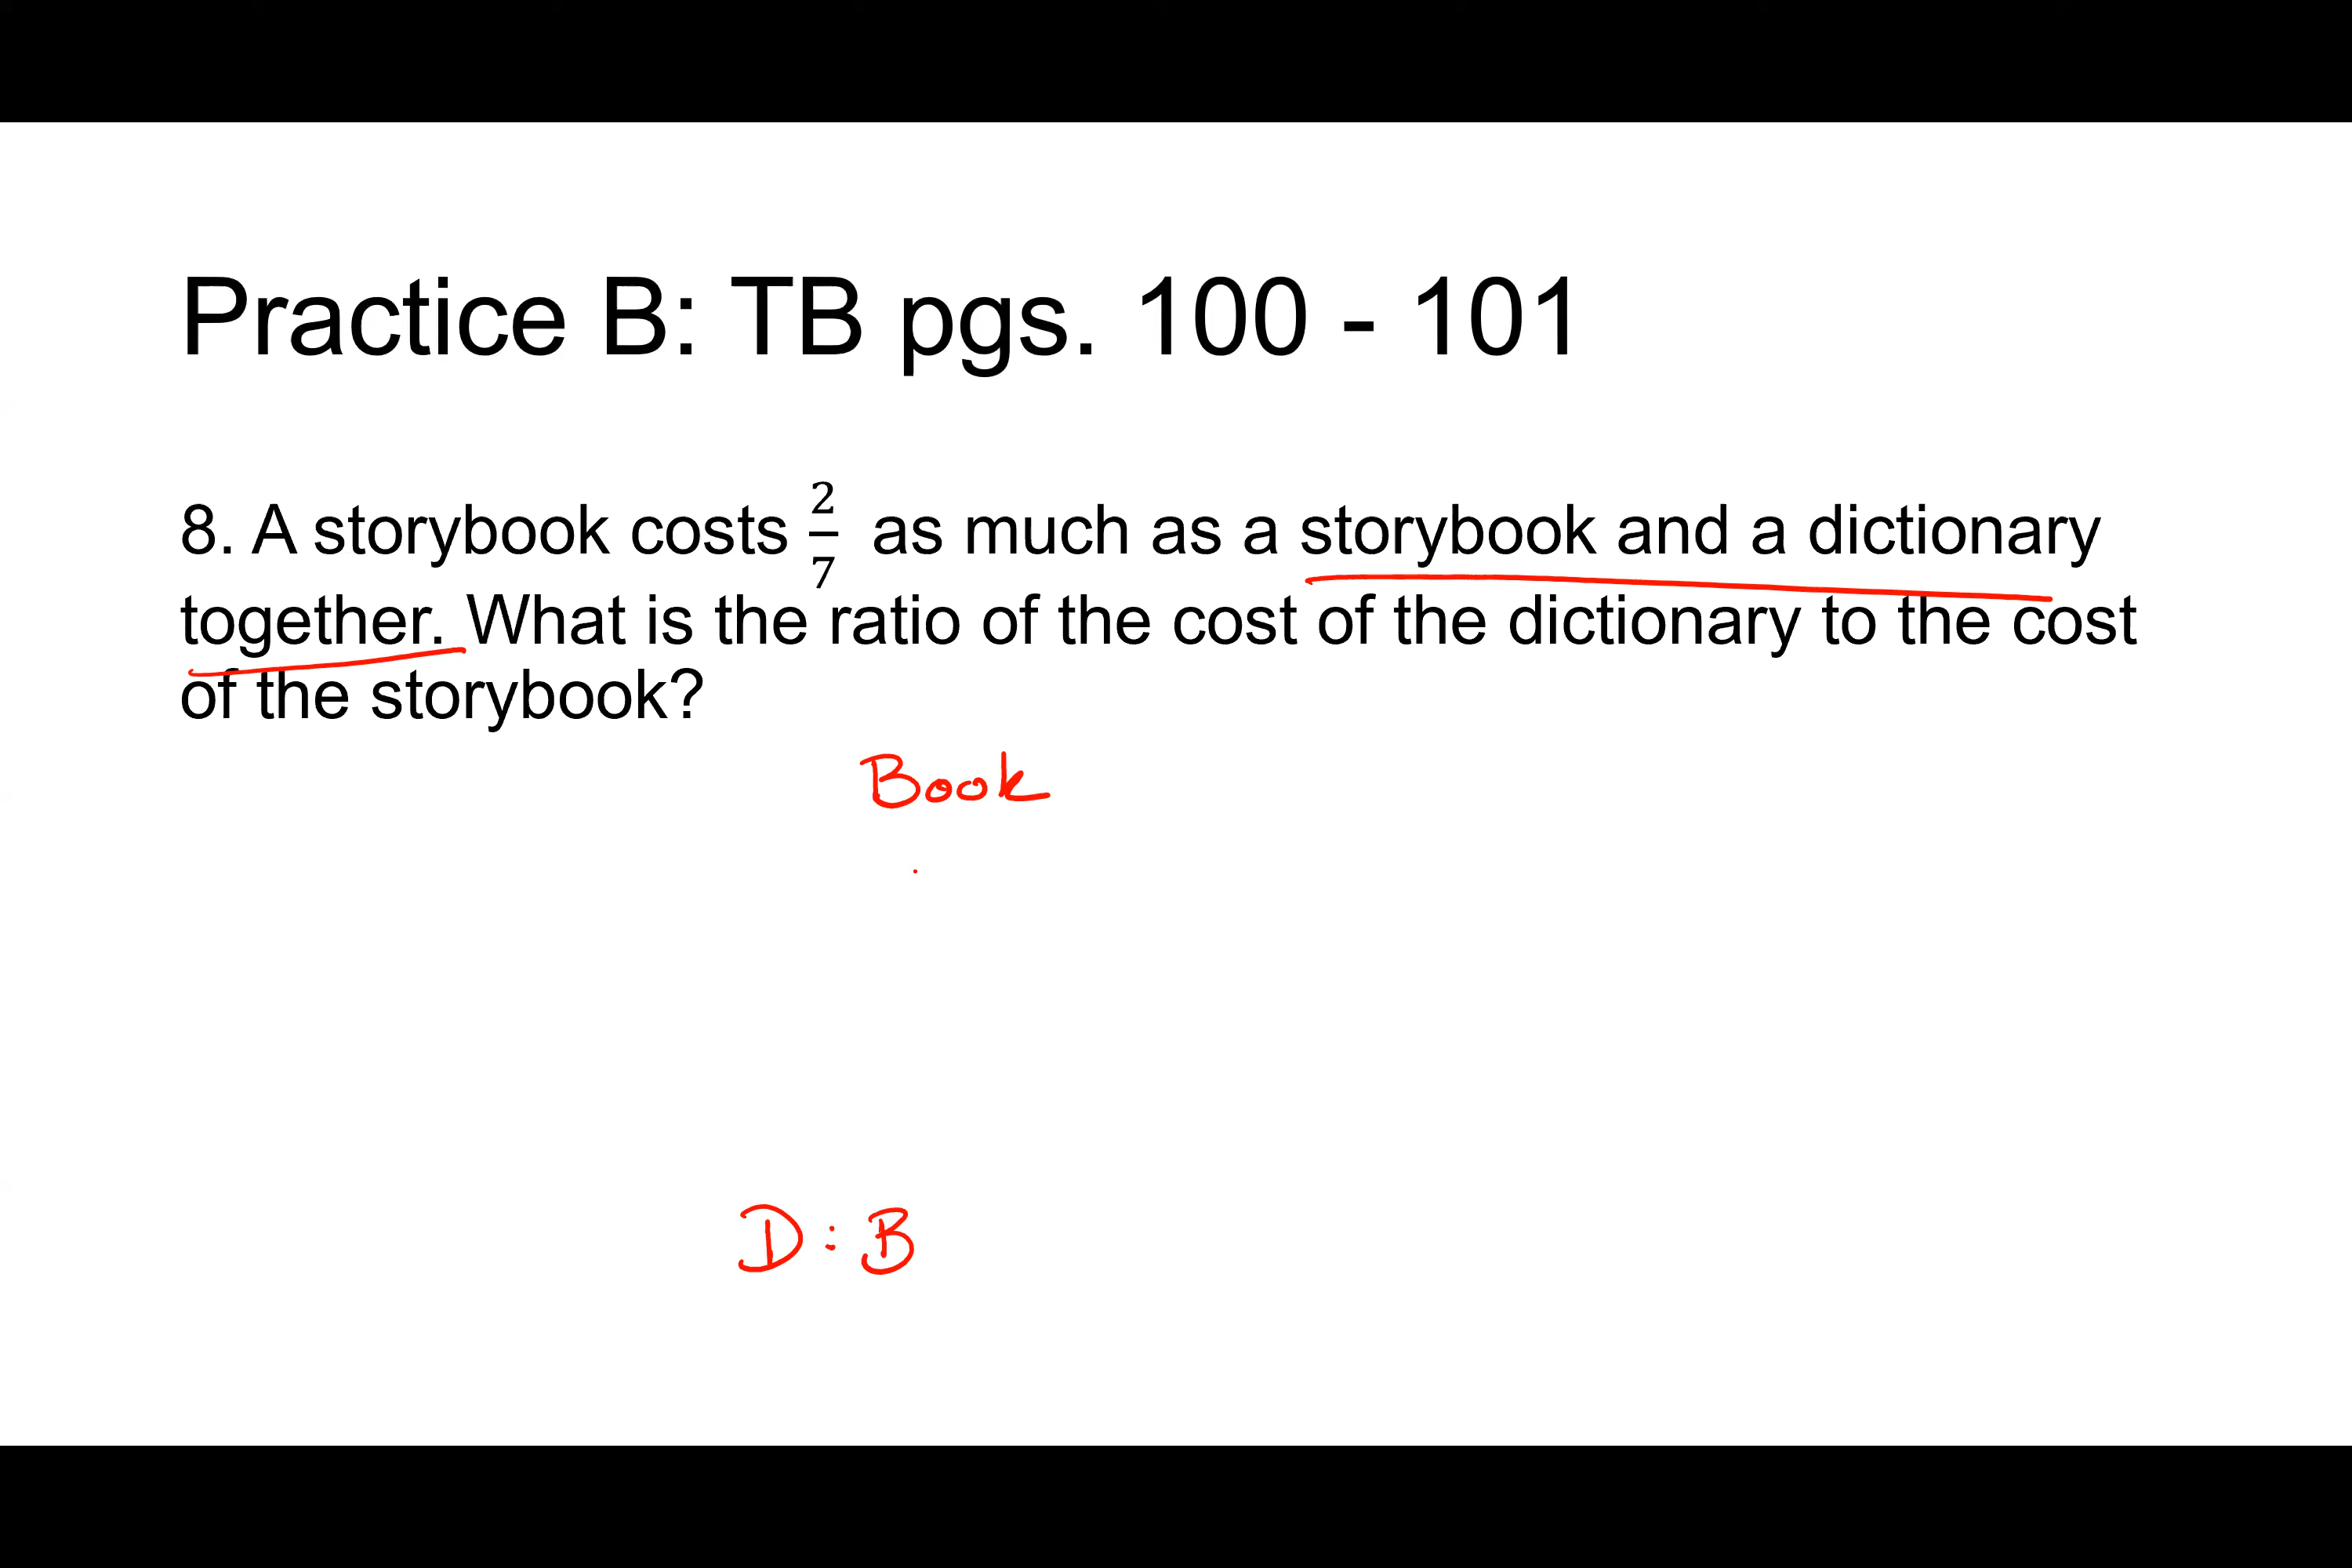 Practice B: TB pgs. 100 - 101
8. A storybook costs 2/7 as much as a storybook and a dictionary
together. What is the ratio of the cost of the dictionary to the cost
of the storybook?
Book
D : B